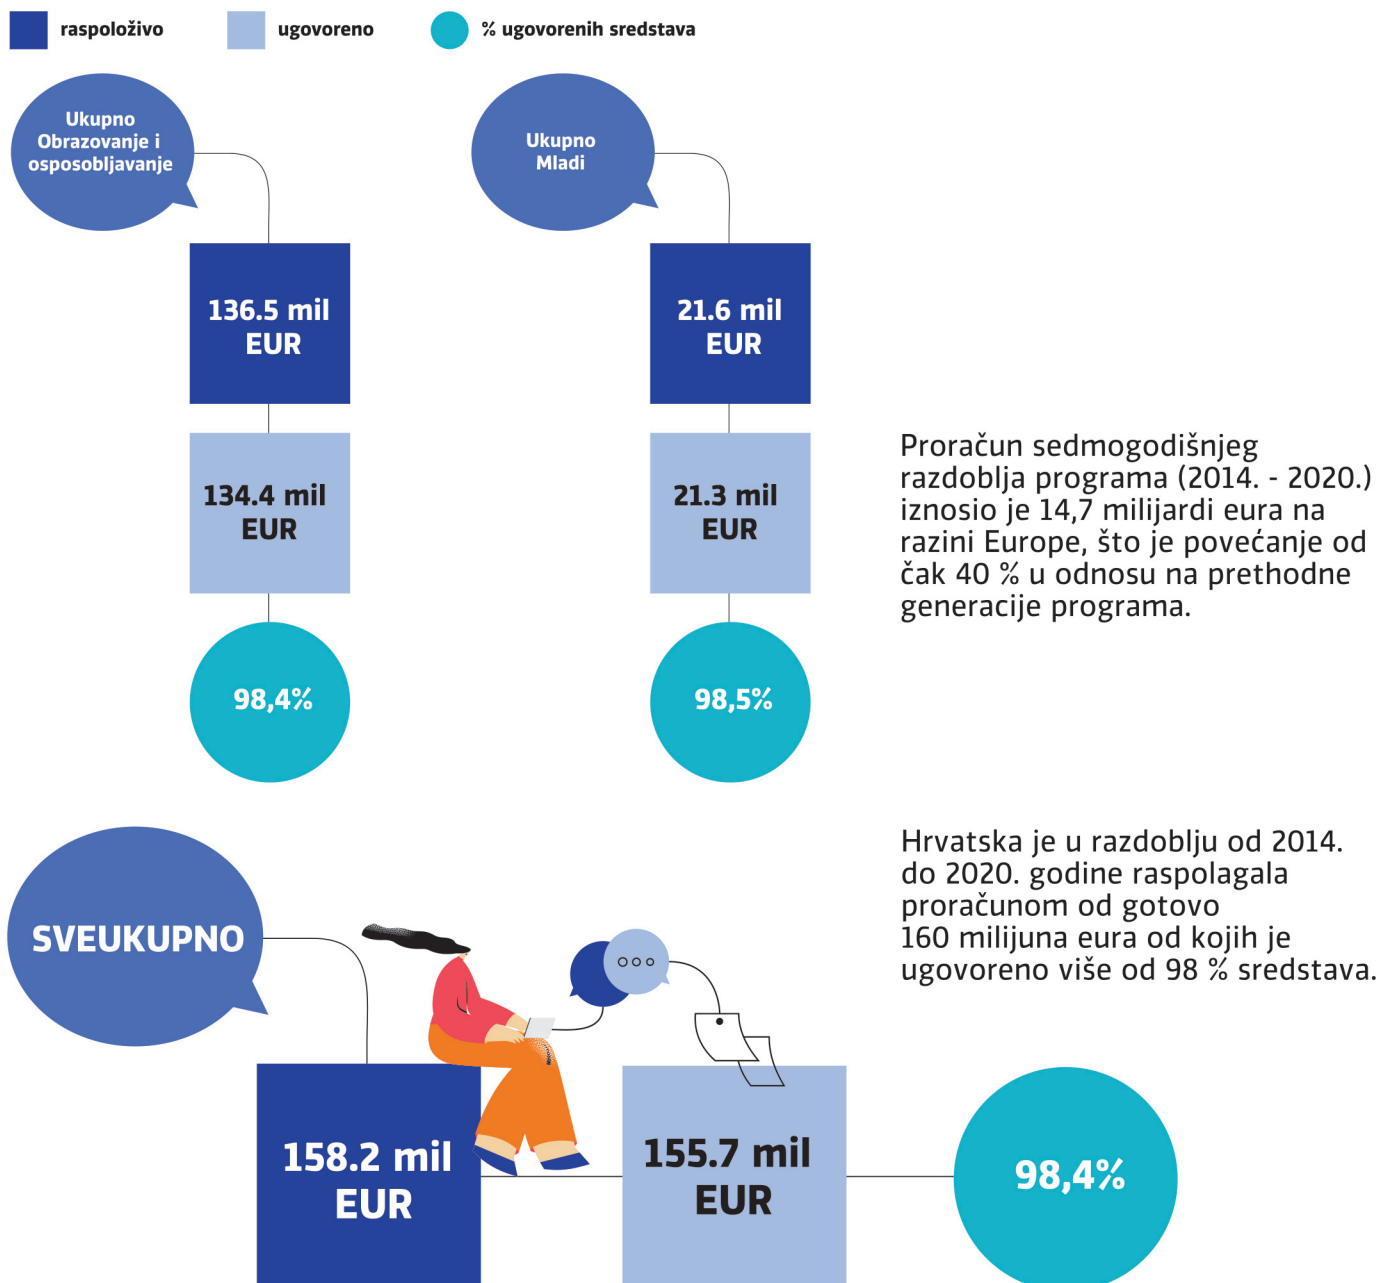 raspoloživo
ugovoreno
% ugovorenih sredstava
Ukupno
Obrazovanje i
osposobljavanje
136.5 mil
EUR
134.4 mil
EUR
98,4%
Ukupno
Mladi
21.6 mil
EUR
21.3 mil
EUR
98,5%
Proračun sedmogodišnjeg
razdoblja programa (2014. - 2020.)
iznosio je 14,7 milijardi eura na
razini Europe, što je povećanje od
čak 40 % u odnosu na prethodne
generacije programa.
SVEUKUPNO
158.2 mil
EUR
155.7 mil
EUR
98,4%
Hrvatska je u razdoblju od 2014.
do 2020. godine raspolagala
proračunom od gotovo
160 milijuna eura od kojih je
ugovoreno više od 98 % sredstava.